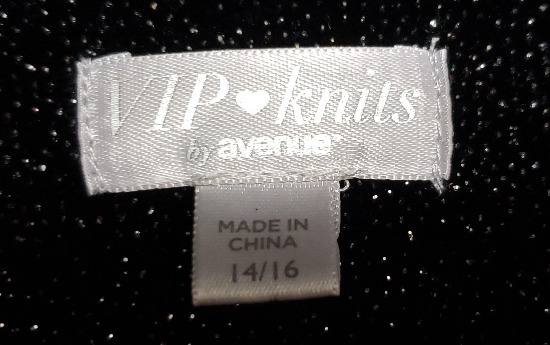 VIP♥knits
by avenue
MADE IN
CHINA
14/16